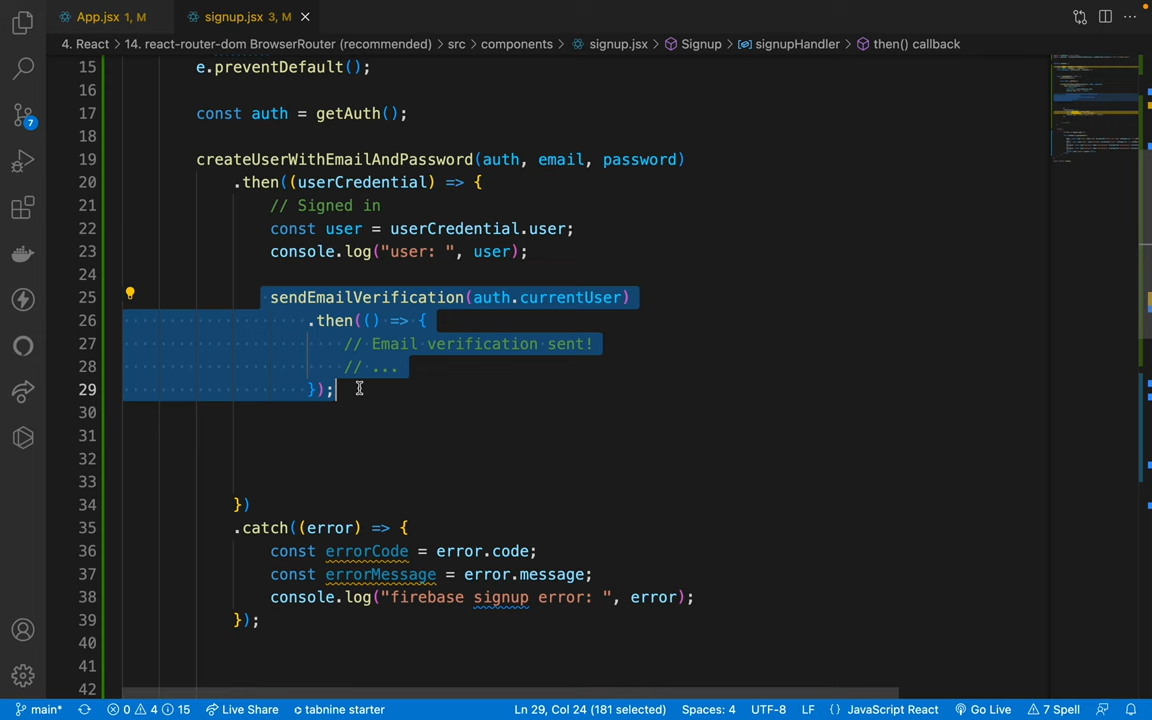 App.jsx 1, M
signup.jsx 3, M
4. React > 14. react-router-dom BrowserRouter (recommended) > src > components > signup.jsx > Signup > signupHandler > then() callback
15 e.preventDefault();
16
17 const auth = getAuth();
18
19 createUserWithEmailAndPassword(auth, email, password)
20 .then((userCredential) => {
21 // Signed in
22 const user = userCredential.user;
23 console.log("user: ", user);
24
25 sendEmailVerification(auth.currentUser)
26 .then(() => {
27 // Email verification sent!
28 // ...
29 });
30
31
32
33
34 })
35 .catch((error) => {
36 const errorCode = error.code;
37 const errorMessage = error.message;
38 console.log("firebase signup error: ", error);
39 });
40
41
42
7
main* 0 4 15 Live Share tabnine starter Ln 29, Col 24 (181 selected) Spaces: 4 UTF-8 LF {} JavaScript React Go Live 7 Spell